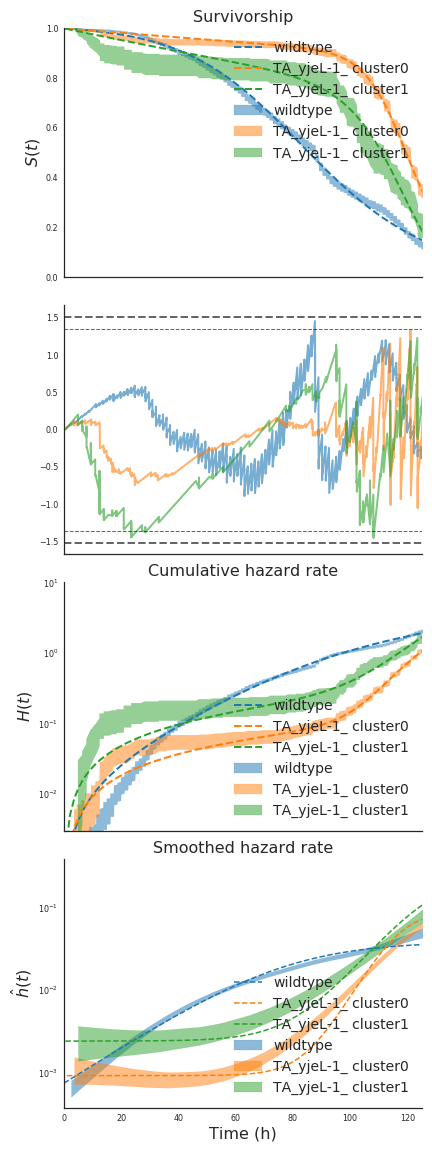 Survivorship
1.0
0.8
0.6
0.4
0.2
0.0
S(t)
wildtype
TA_yjeL-1_ cluster0
TA_yjeL-1_ cluster1
wildtype
TA_yjeL-1_ cluster0
TA_yjeL-1_ cluster1
1.5
1.0
0.5
0.0
−0.5
−1.0
−1.5
Cumulative hazard rate
10¹
10⁰
10⁻¹
10⁻²
H(t)
wildtype
TA_yjeL-1_ cluster0
TA_yjeL-1_ cluster1
wildtype
TA_yjeL-1_ cluster0
TA_yjeL-1_ cluster1
Smoothed hazard rate
10⁻¹
10⁻²
10⁻³
ĥ(t)
wildtype
TA_yjeL-1_ cluster0
TA_yjeL-1_ cluster1
wildtype
TA_yjeL-1_ cluster0
TA_yjeL-1_ cluster1
0 20 40 60 80 100 120
Time (h)